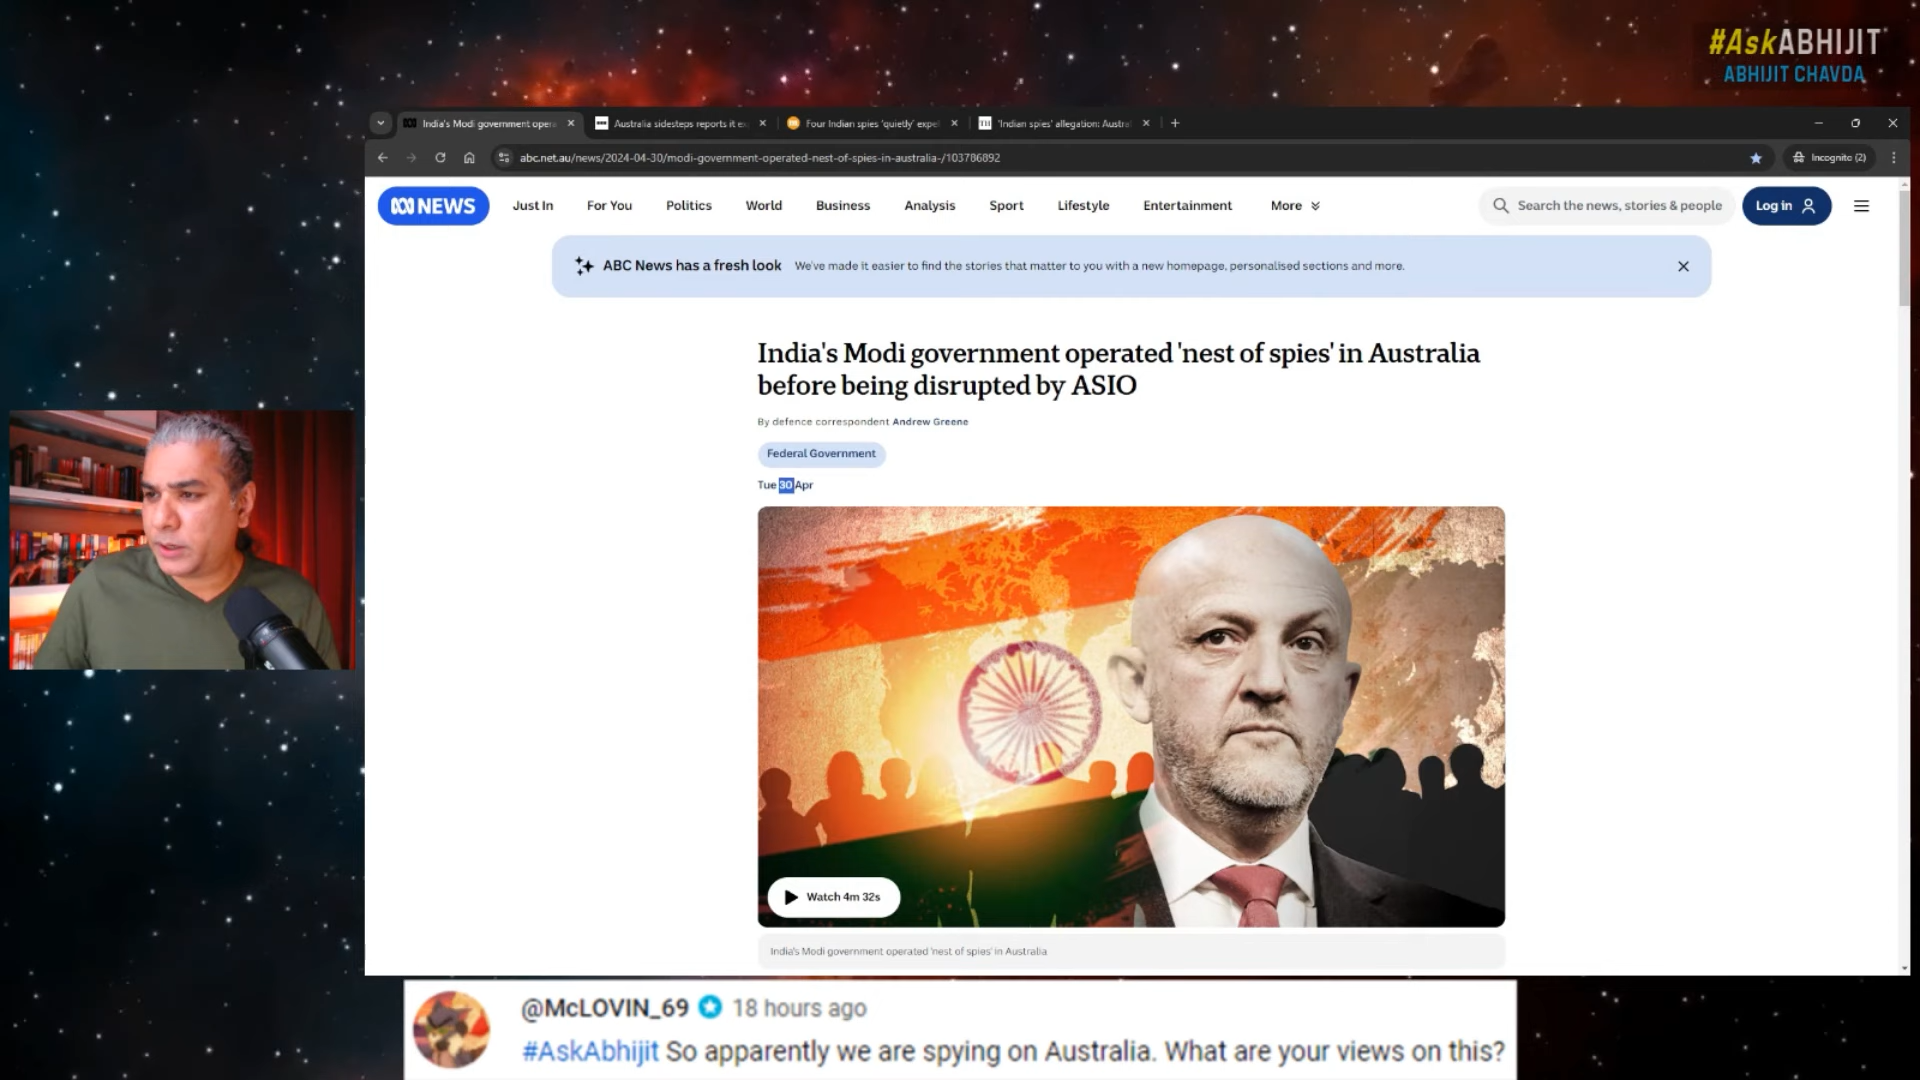 #AskABHIJIT
ABHIJIT CHAVDA
India's Modi government opera
Australia sidesteps reports it ex
Four Indian spies 'quietly' expel
'Indian spies' allegation: Austral
abc.net.au/news/2024-04-30/modi-government-operated-nest-of-spies-in-australia-/103786892
Incognito (2)
NEWS
Just In
For You
Politics
World
Business
Analysis
Sport
Lifestyle
Entertainment
More
Search the news, stories & people
Log in
ABC News has a fresh look We've made it easier to find the stories that matter to you with a new homepage, personalised sections and more.
India's Modi government operated 'nest of spies' in Australia
before being disrupted by ASIO
By defence correspondent Andrew Greene
Federal Government
Tue 30 Apr
Watch 4m 32s
India's Modi government operated 'nest of spies' in Australia
@McLOVIN_69 18 hours ago
#AskAbhijit So apparently we are spying on Australia. What are your views on this?